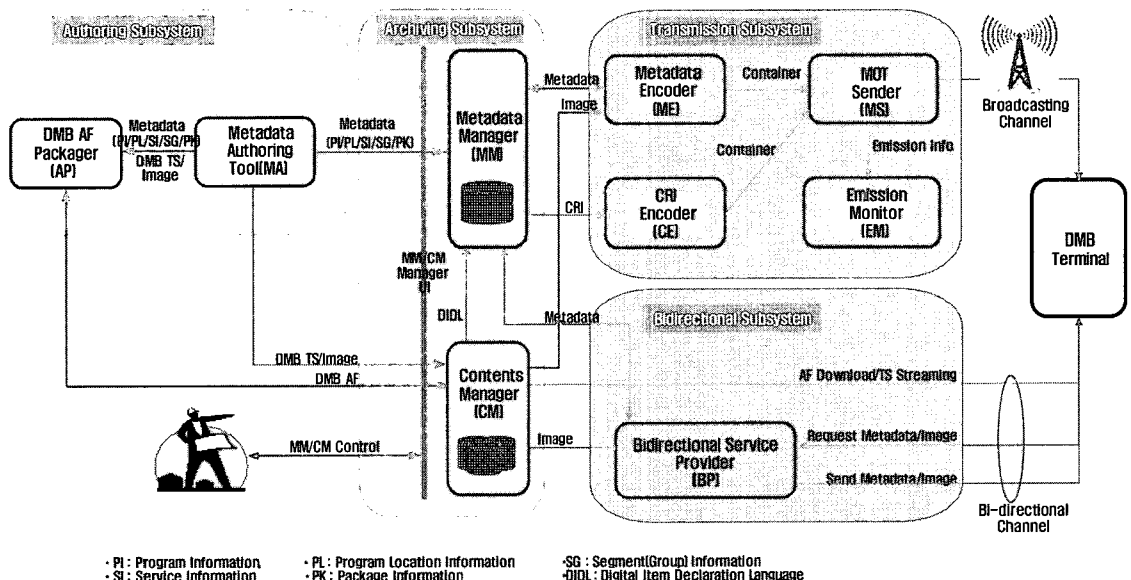 Authoring Subsystem
Archiving Subsystem
Transmission Subsystem
Metadata
Metadata
Encoder
(ME)
Container
MOT
Sender
(MS)
Image
Broadcasting
Channel
DMB AF
Packager
(AP)
Metadata
(PI/PL/SI/SG/PK)
DMB TS/
Image
Metadata
Authoring
Tool(MA)
Metadata
(PI/PL/SI/SG/PK)
Metadata
Manager
(MM)
Container
Emission Info
CRI
CRI
Encoder
(CE)
Emission
Monitor
(EM)
DMB
Terminal
MM/CM
Manager
UI
DIDL
Metadata
Bidirectional Subsystem
DMB TS/Image
DMB AF
Contents
Manager
(CM)
AF Download/TS Streaming
MM/CM Control
Image
Bidirectional Service
Provider
(BP)
Request Metadata/Image
Send Metadata/Image
Bi-directional
Channel
• PI : Program Information,
• PL : Program Location Information
•SG : Segment(Group) Information
• SI : Service Information
• PK : Package Information
•DIDL : Digital Item Declaration Language